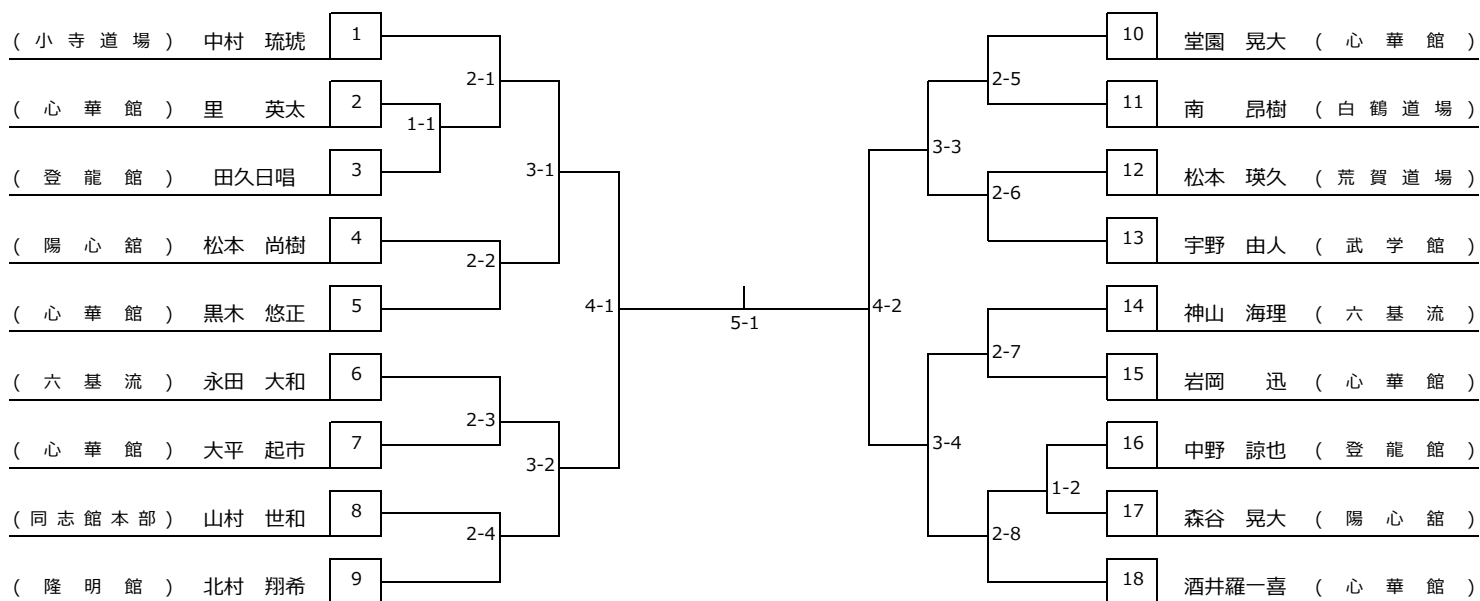 (小寺道場) 中村 琉琥 1
(心華館) 里 英太 2
(登龍館) 田久日唱 3
(陽心舘) 松本 尚樹 4
(心華館) 黒木 悠正 5
(六基流) 永田 大和 6
(心華館) 大平 起市 7
(同志館本部) 山村 世和 8
(隆明館) 北村 翔希 9
1-1
2-1
2-2
2-3
2-4
3-1
3-2
4-1
5-1
4-2
3-3
3-4
2-5
2-6
2-7
2-8
1-2
10 堂園 晃大 (心華館)
11 南 昂樹 (白鶴道場)
12 松本 瑛久 (荒賀道場)
13 宇野 由人 (武学館)
14 神山 海理 (六基流)
15 岩岡 迅 (心華館)
16 中野 諒也 (登龍館)
17 森谷 晃大 (陽心舘)
18 酒井羅一喜 (心華館)